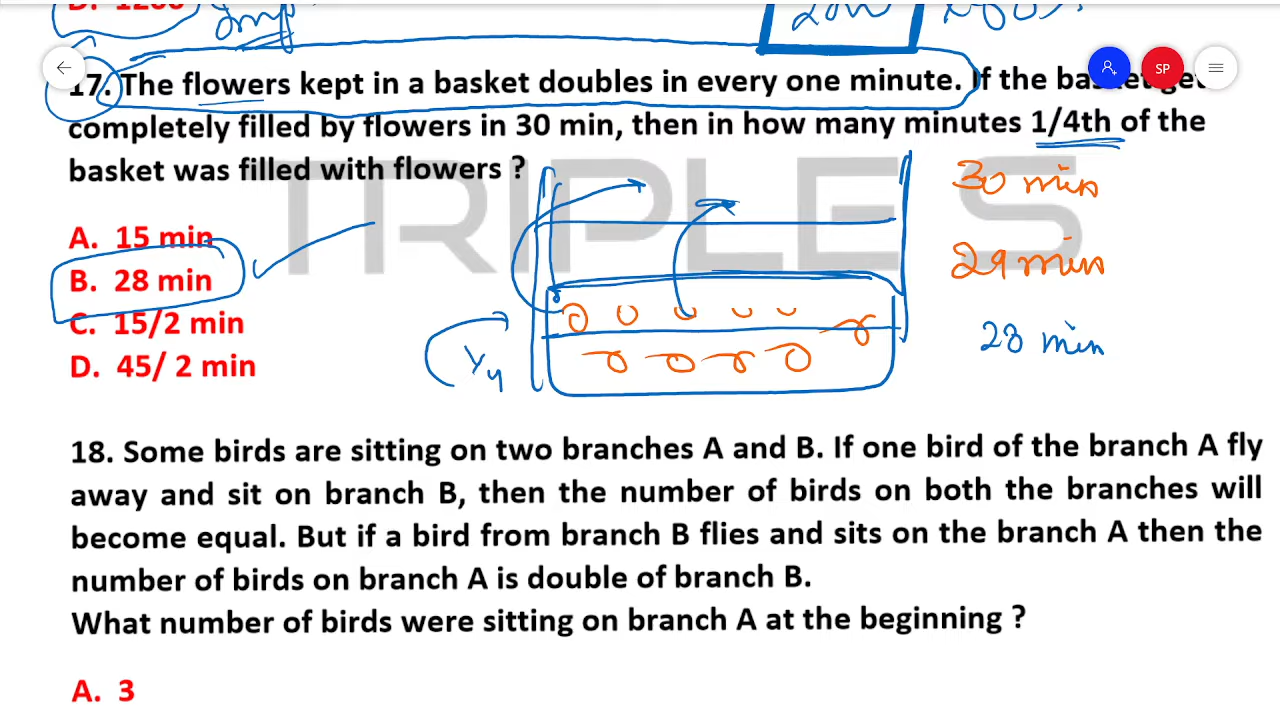 D. 1200
Imp
17. The flowers kept in a basket doubles in every one minute. If the basket get
SP
completely filled by flowers in 30 min, then in how many minutes 1/4th of the
basket was filled with flowers ?
TRIPLE S
30 min
A. 15 min
29 min
B. 28 min
C. 15/2 min
28 min
1/4
D. 45/ 2 min
18. Some birds are sitting on two branches A and B. If one bird of the branch A fly
away and sit on branch B, then the number of birds on both the branches will
become equal. But if a bird from branch B flies and sits on the branch A then the
number of birds on branch A is double of branch B.
What number of birds were sitting on branch A at the beginning ?
A. 3